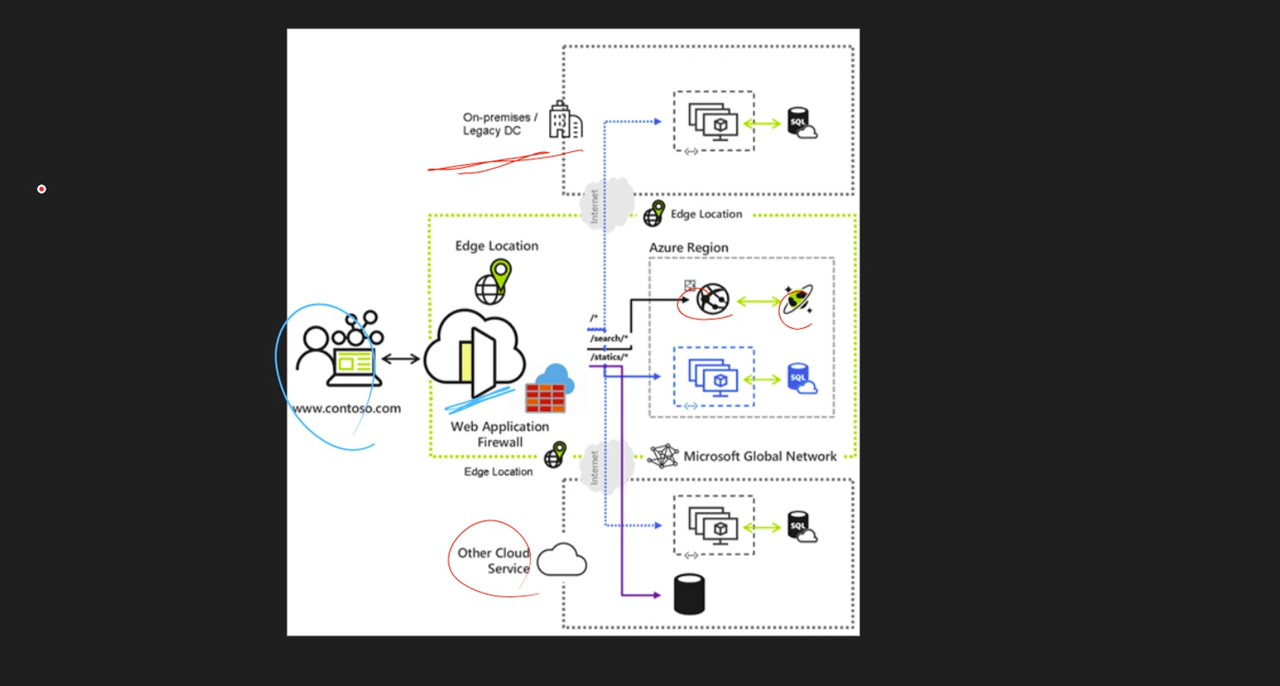 On-premises /
Legacy DC
SQL
Internet
Edge Location
Edge Location
Azure Region
/*
/search/*
/statics/*
SQL
www.contoso.com
Web Application
Firewall
Edge Location
Internet
Microsoft Global Network
Other Cloud
Service
SQL